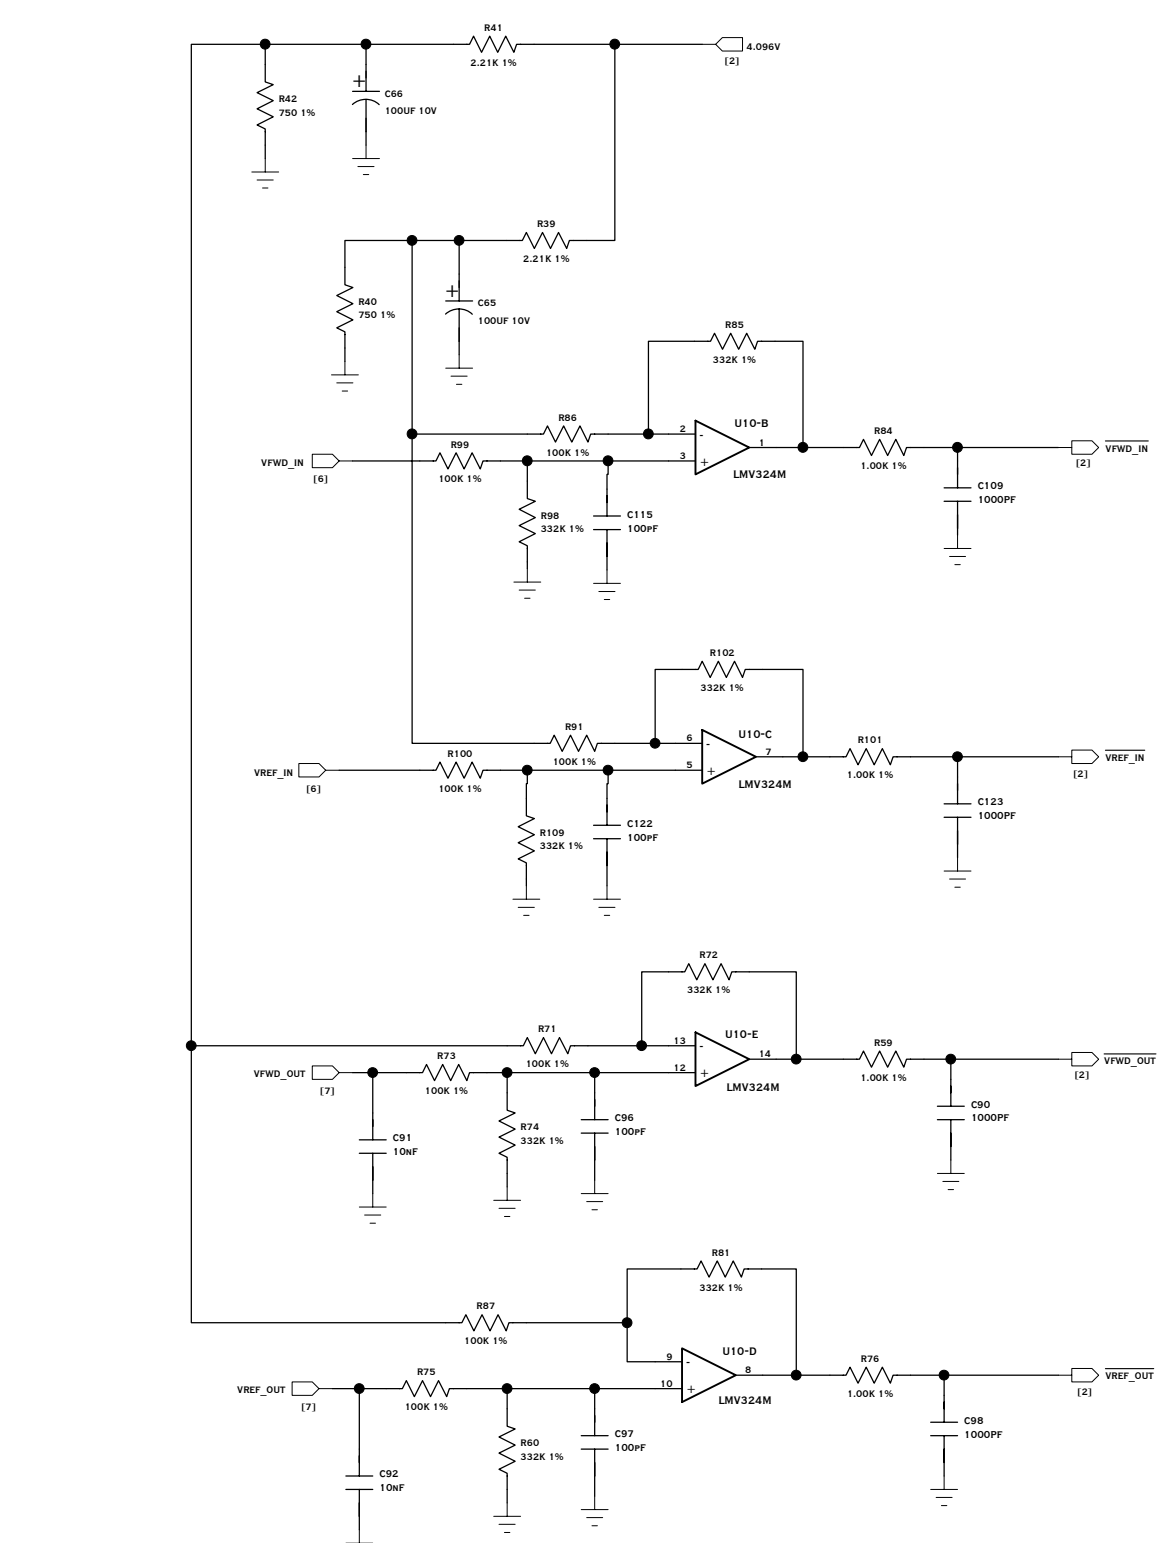 R41
2.21K 1%
4.096V
[2]
R42
750 1%
+
C66
100UF 10V
R39
2.21K 1%
R40
750 1%
+
C65
100UF 10V
R85
332K 1%
R86
100K 1%
U10-B
2
-
1
3
+
LMV324M
R84
1.00K 1%
VFWD_IN
[2]
VFWD_IN
[6]
R99
100K 1%
R98
332K 1%
C115
100PF
C109
1000PF
R102
332K 1%
R91
100K 1%
U10-C
6
-
7
5
+
LMV324M
R101
1.00K 1%
VREF_IN
[2]
VREF_IN
[6]
R100
100K 1%
R109
332K 1%
C122
100PF
C123
1000PF
R72
332K 1%
R71
100K 1%
U10-E
13
-
14
12
+
LMV324M
R59
1.00K 1%
VFWD_OUT
[2]
VFWD_OUT
[7]
R73
100K 1%
C91
10NF
R74
332K 1%
C96
100PF
C90
1000PF
R81
332K 1%
R87
100K 1%
U10-D
9
-
8
10
+
LMV324M
R76
1.00K 1%
VREF_OUT
[2]
VREF_OUT
[7]
R75
100K 1%
C92
10NF
R60
332K 1%
C97
100PF
C98
1000PF